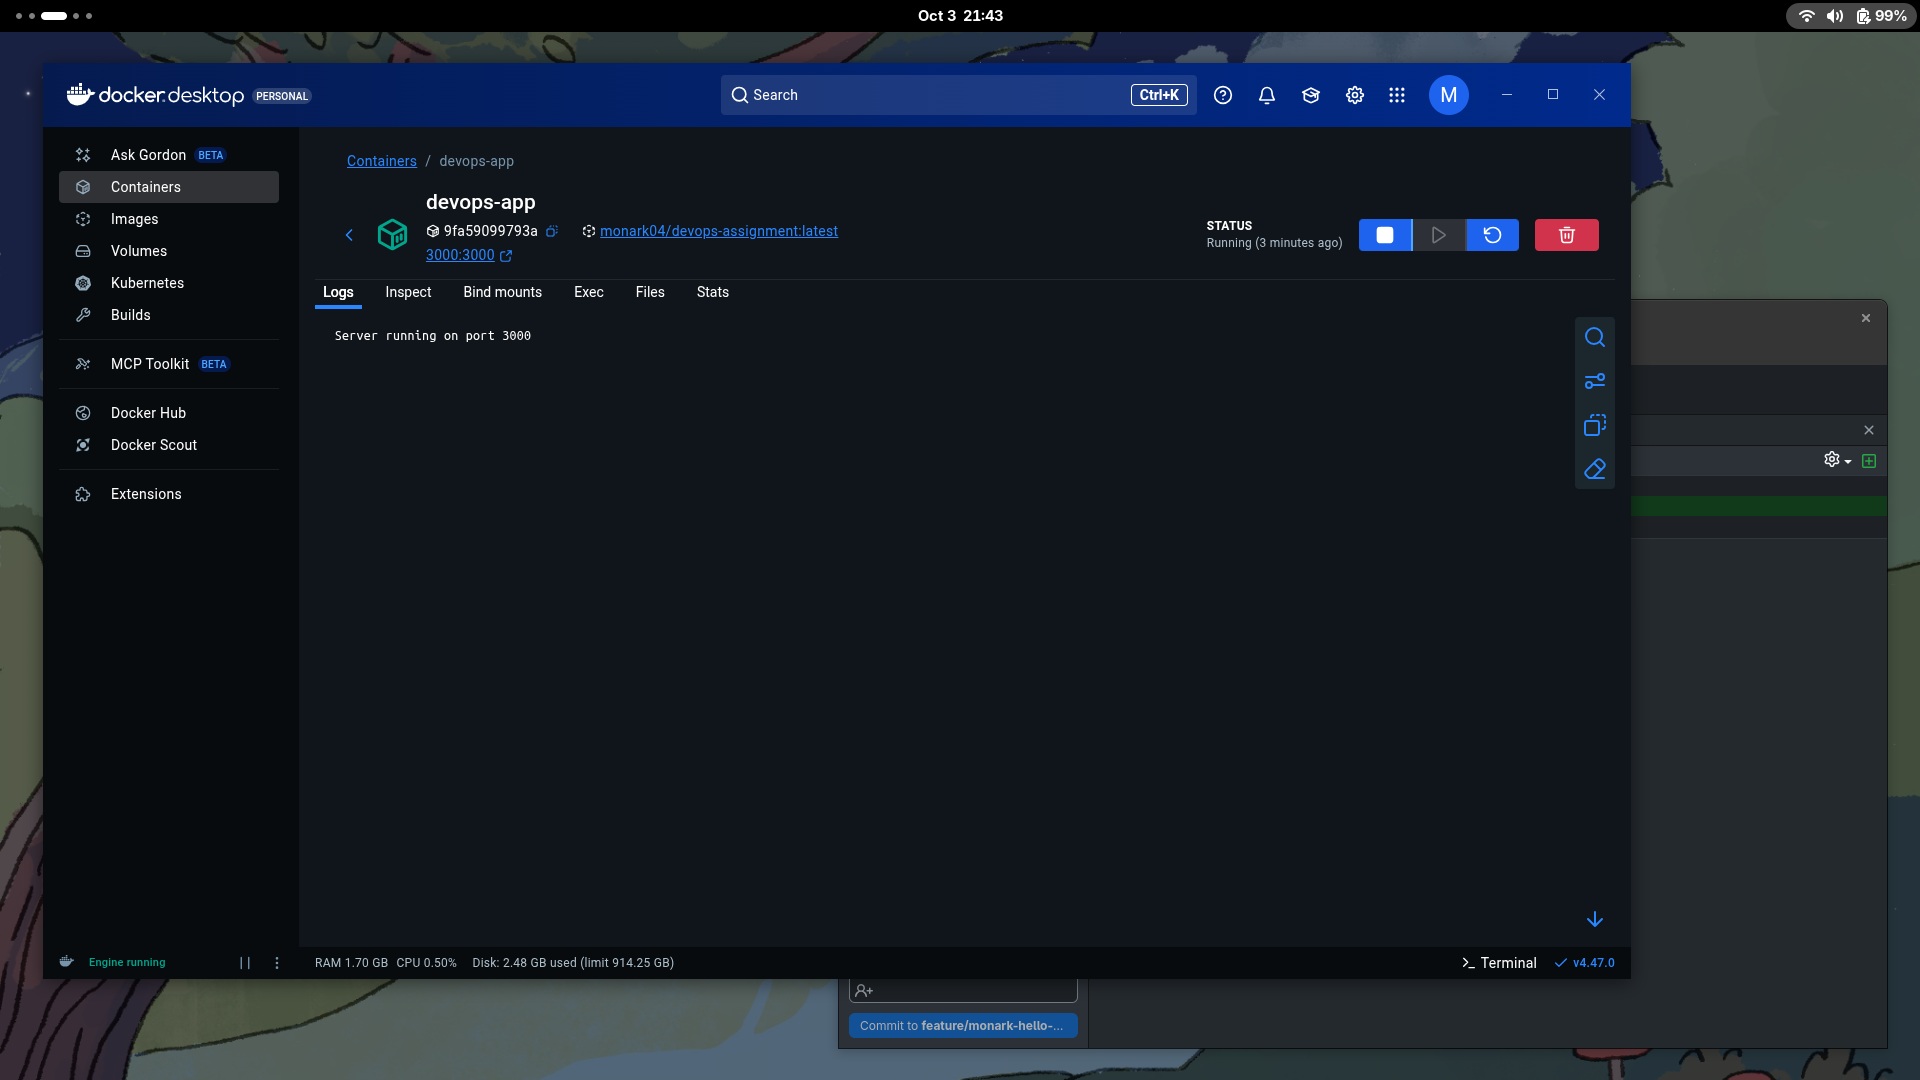 Oct 3 21:43
99%
docker.desktop PERSONAL
Search
Ctrl+K
M
Ask Gordon BETA
Containers
Images
Volumes
Kubernetes
Builds
MCP Toolkit BETA
Docker Hub
Docker Scout
Extensions
Containers / devops-app
devops-app
9fa59099793a monark04/devops-assignment:latest
3000:3000
STATUS
Running (3 minutes ago)
Logs Inspect Bind mounts Exec Files Stats
Server running on port 3000
Engine running
RAM 1.70 GB CPU 0.50% Disk: 2.48 GB used (limit 914.25 GB)
Terminal
v4.47.0
Commit to feature/monark-hello-...